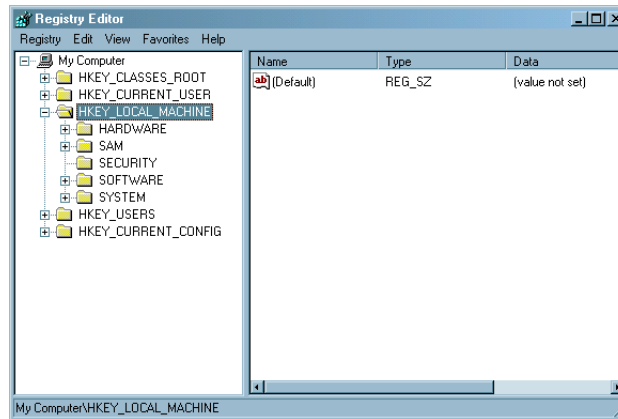 Registry Editor
Registry Edit View Favorites Help
My Computer
HKEY_CLASSES_ROOT
HKEY_CURRENT_USER
HKEY_LOCAL_MACHINE
HARDWARE
SAM
SECURITY
SOFTWARE
SYSTEM
HKEY_USERS
HKEY_CURRENT_CONFIG
Name Type Data
ab (Default) REG_SZ (value not set)
My Computer\HKEY_LOCAL_MACHINE